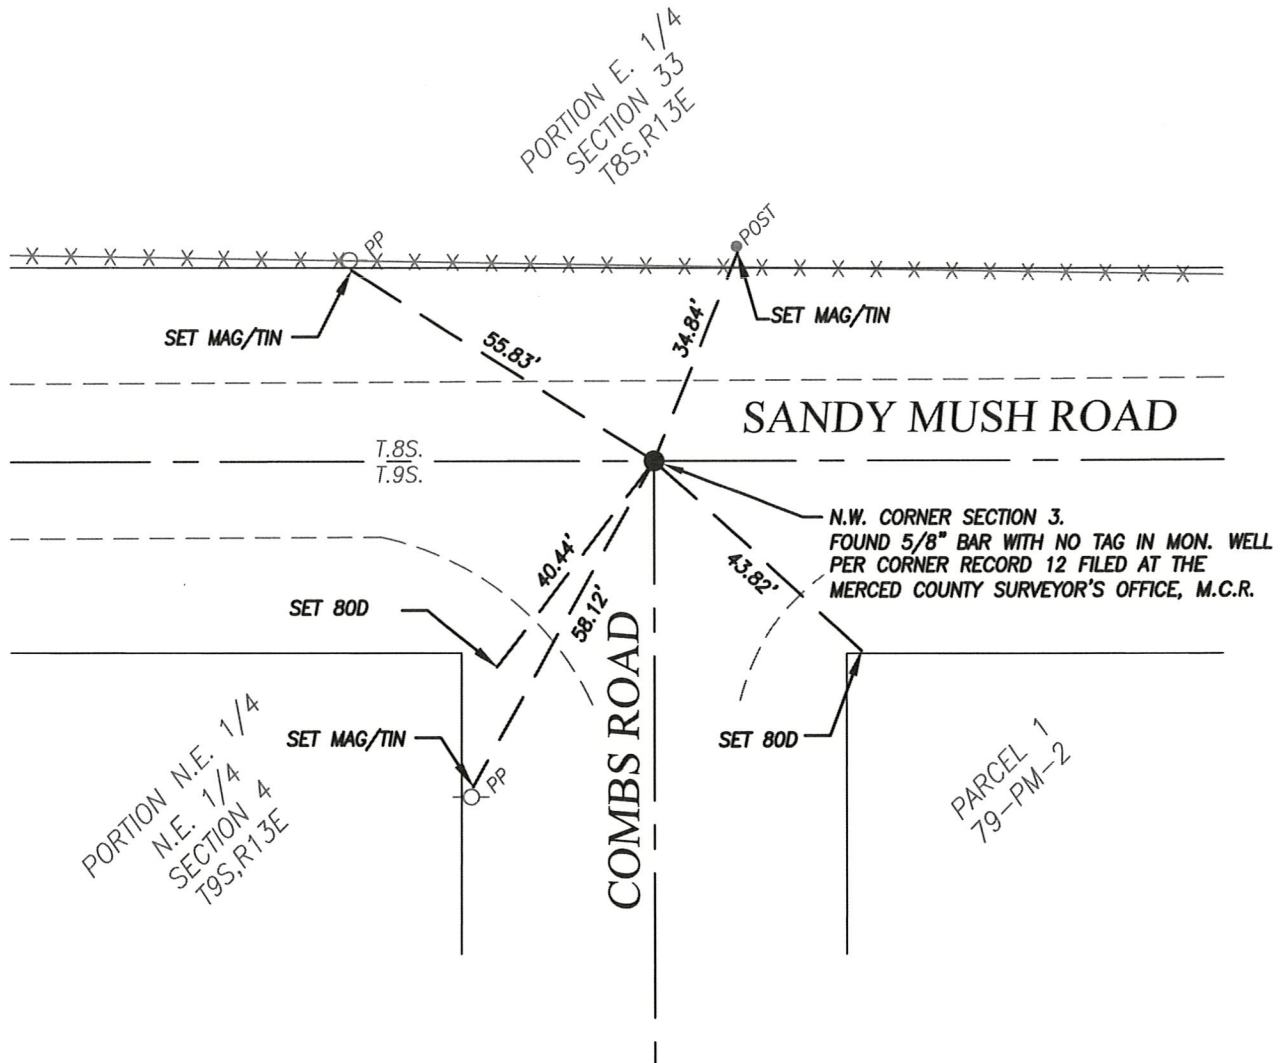 PORTION E. 1/4
SECTION 33
T8S,R13E
PP
POST
SET MAG/TIN
SET MAG/TIN
55.83'
34.84'
SANDY MUSH ROAD
T.8S.
T.9S.
N.W. CORNER SECTION 3.
FOUND 5/8" BAR WITH NO TAG IN MON. WELL
PER CORNER RECORD 12 FILED AT THE
MERCED COUNTY SURVEYOR'S OFFICE, M.C.R.
40.44'
58.12'
43.82'
SET 80D
COMBS ROAD
SET MAG/TIN
PP
SET 80D
PORTION N.E. 1/4
N.E. 1/4
SECTION 4
T9S,R13E
PARCEL 1
79-PM-2